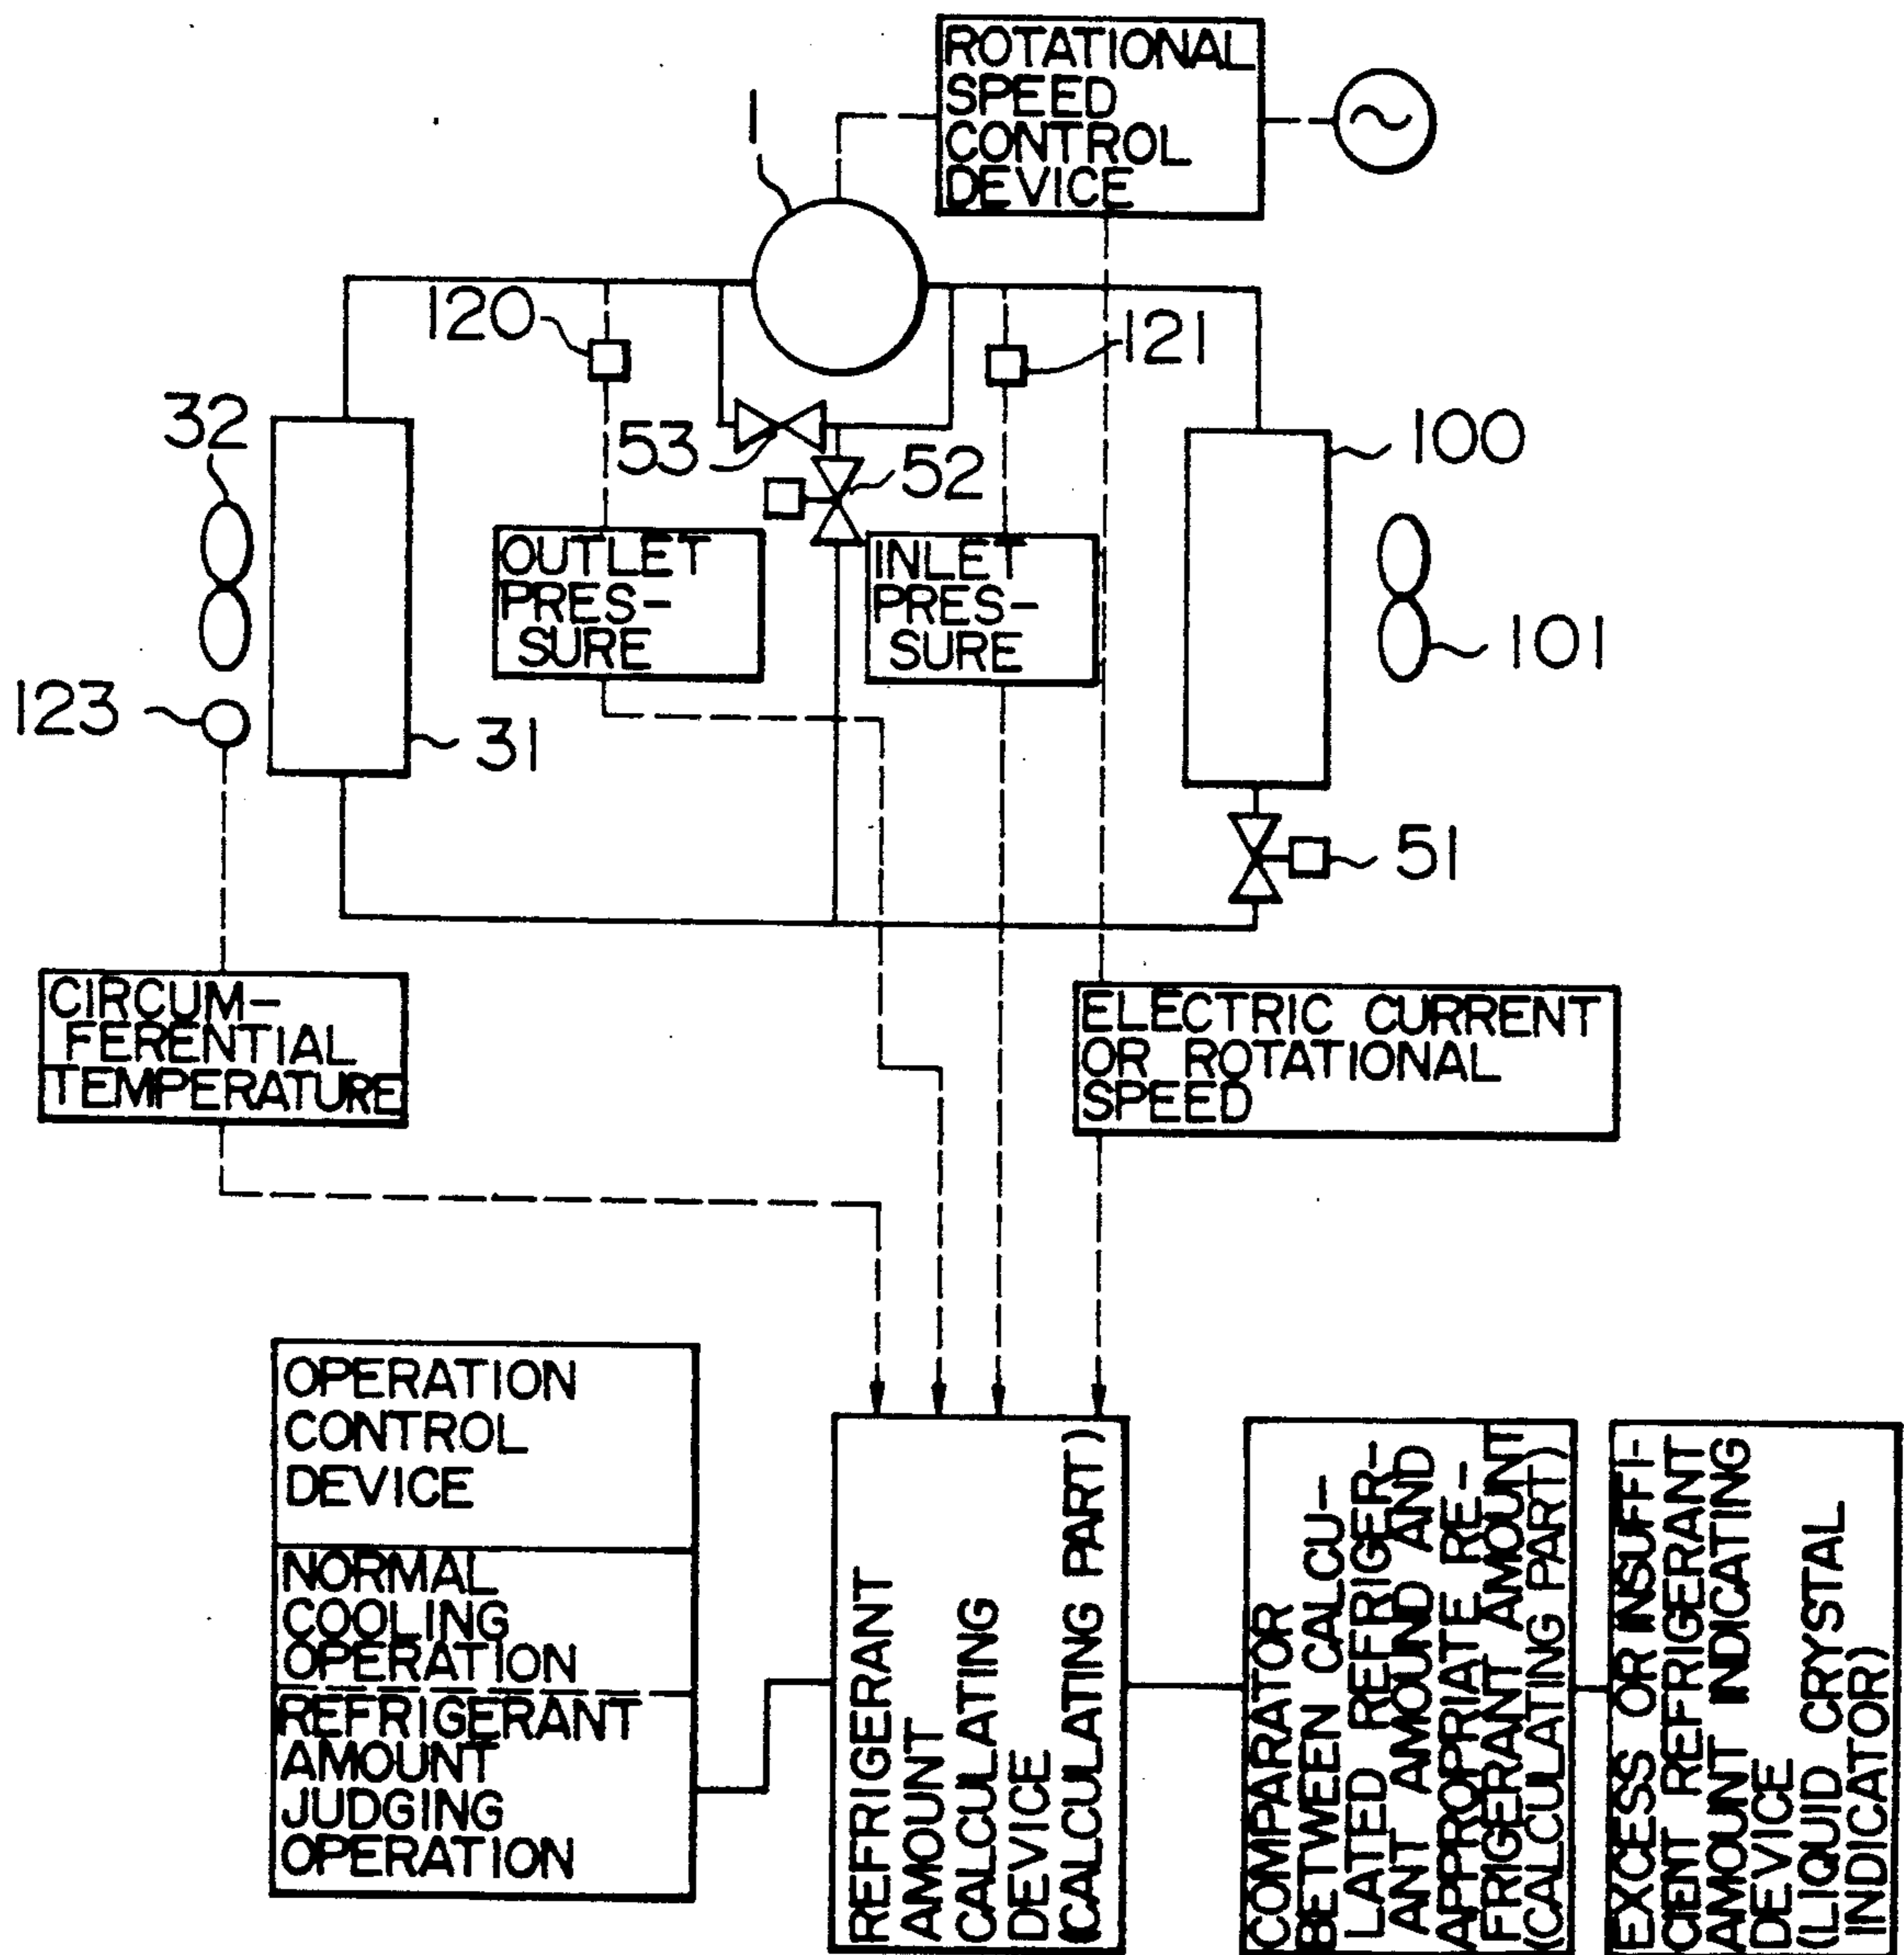 ROTATIONAL
SPEED
CONTROL
DEVICE
1
120
121
32
53
52
100
OUTLET
PRES-
SURE
INLET
PRES-
SURE
101
123
31
51
CIRCUM-
FERENTIAL
TEMPERATURE
ELECTRIC CURRENT
OR ROTATIONAL
SPEED
OPERATION
CONTROL
DEVICE
NORMAL
COOLING
OPERATION
REFRIGERANT
AMOUNT
JUDGING
OPERATION
REFRIGERANT
AMOUNT
CALCULATING
DEVICE
(CALCULATING PART)
COMPARATOR
BETWEEN CALCU-
LATED REFRIGER-
ANT AMOUND AND
APPROPRIATE RE-
FRIGERANT AMOUNT
(CALCULATING PART)
EXCESS OR INSUFFI-
CIENT REFRIGERANT
AMOUNT INDICATING
DEVICE
(LIQUID CRYSTAL
INDICATOR)